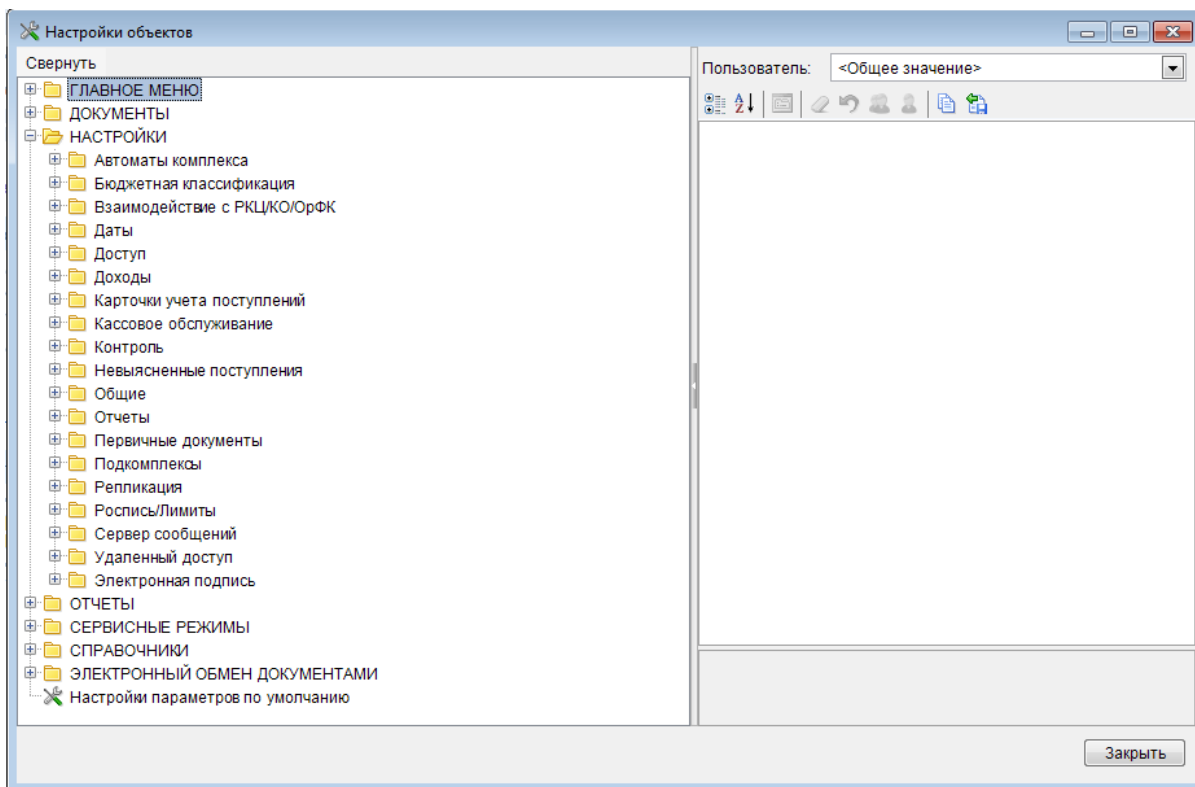 Настройки объектов
Свернуть
ГЛАВНОЕ МЕНЮ
ДОКУМЕНТЫ
НАСТРОЙКИ
Автоматы комплекса
Бюджетная классификация
Взаимодействие с РКЦ/КО/ОрФК
Даты
Доступ
Доходы
Карточки учета поступлений
Кассовое обслуживание
Контроль
Невыясненные поступления
Общие
Отчеты
Первичные документы
Подкомплексы
Репликация
Роспись/Лимиты
Сервер сообщений
Удаленный доступ
Электронная подпись
ОТЧЕТЫ
СЕРВИСНЫЕ РЕЖИМЫ
СПРАВОЧНИКИ
ЭЛЕКТРОННЫЙ ОБМЕН ДОКУМЕНТАМИ
Настройки параметров по умолчанию
Пользователь: <Общее значение>
Закрыть